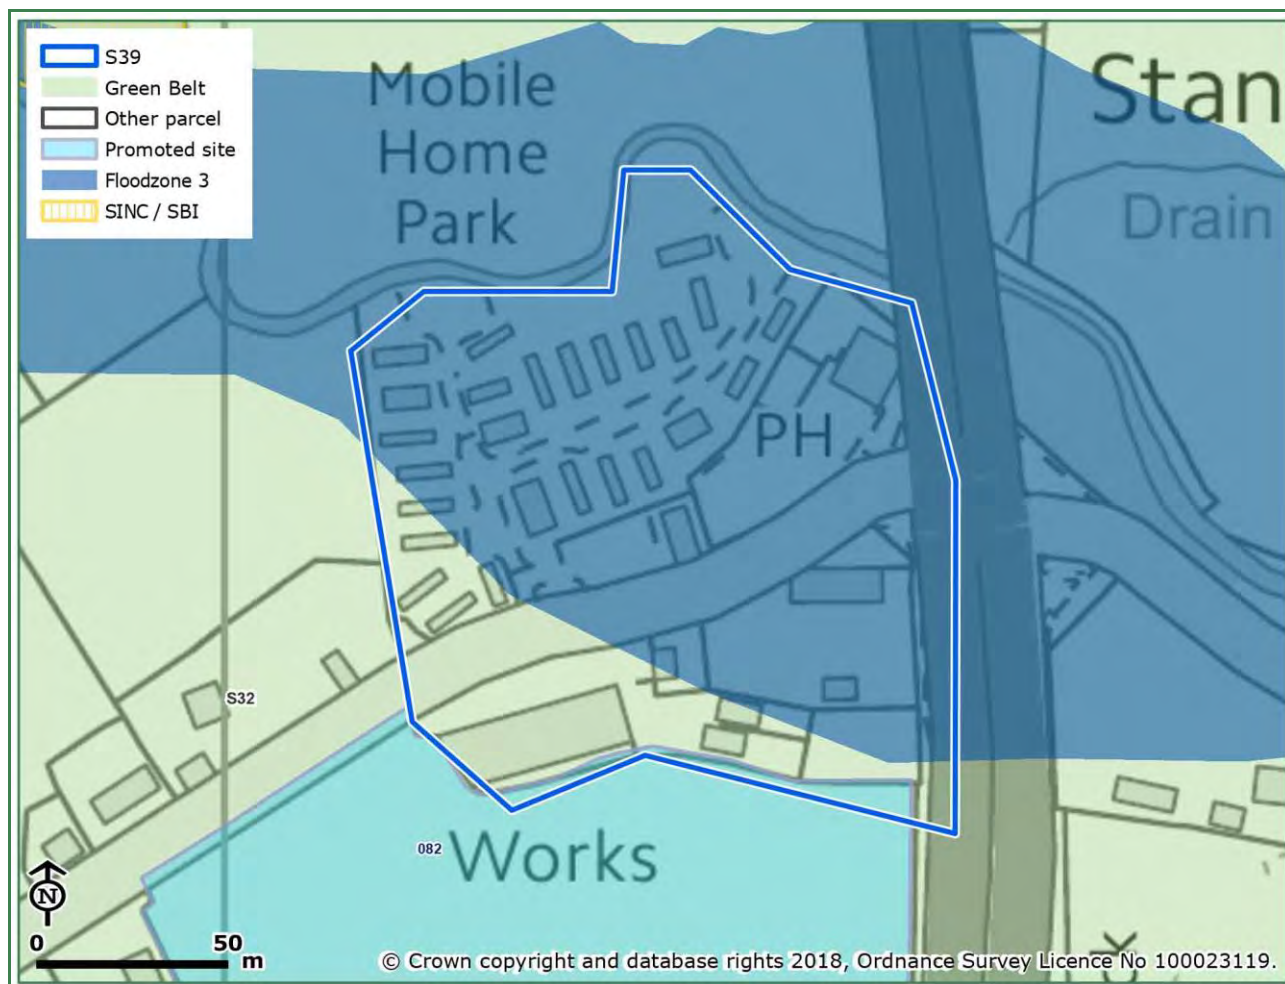 S39
Green Belt
Other parcel
Promoted site
Floodzone 3
SINC / SBI
Mobile
Home
Park
Stan
Drain
PH
S32
082
Works
N
0 50
m
© Crown copyright and database rights 2018, Ordnance Survey Licence No 100023119.